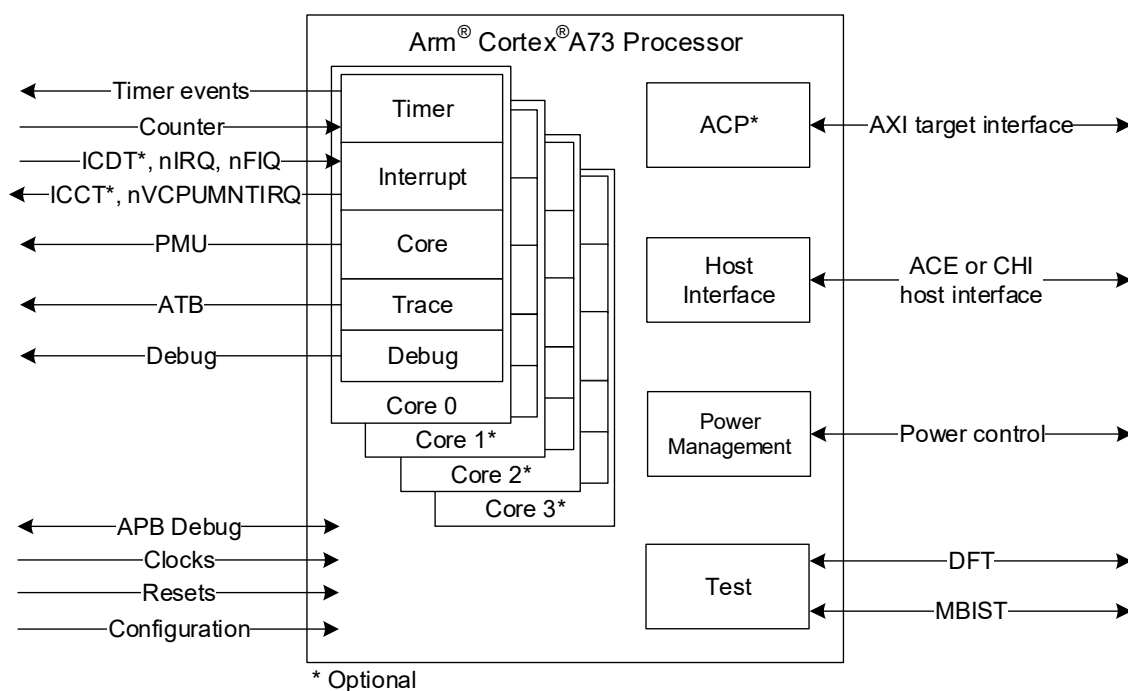 Arm® Cortex®A73 Processor
Timer events
Counter
ICDT*, nIRQ, nFIQ
ICCT*, nVCPUMNTIRQ
PMU
ATB
Debug
APB Debug
Clocks
Resets
Configuration
Timer
Interrupt
Core
Trace
Debug
Core 0
Core 1*
Core 2*
Core 3*
ACP*
Host
Interface
Power
Management
Test
AXI target interface
ACE or CHI
host interface
Power control
DFT
MBIST
* Optional